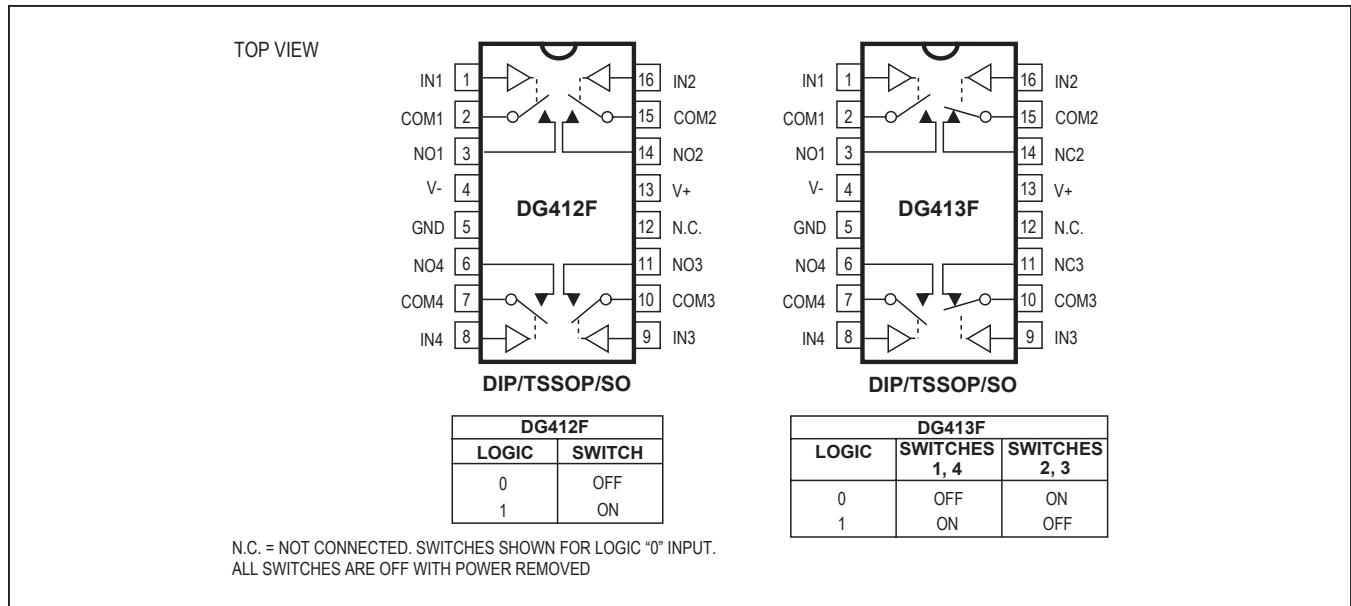 TOP VIEW
IN1 1 16 IN2
COM1 2 15 COM2
NO1 3 14 NO2
V- 4 13 V+
DG412F
GND 5 12 N.C.
NO4 6 11 NO3
COM4 7 10 COM3
IN4 8 9 IN3
DIP/TSSOP/SO
DG412F
LOGIC SWITCH
0 OFF
1 ON
IN1 1 16 IN2
COM1 2 15 COM2
NO1 3 14 NC2
V- 4 13 V+
DG413F
GND 5 12 N.C.
NO4 6 11 NC3
COM4 7 10 COM3
IN4 8 9 IN3
DIP/TSSOP/SO
DG413F
LOGIC SWITCHES 1, 4 SWITCHES 2, 3
0 OFF ON
1 ON OFF
N.C. = NOT CONNECTED. SWITCHES SHOWN FOR LOGIC “0” INPUT.
ALL SWITCHES ARE OFF WITH POWER REMOVED